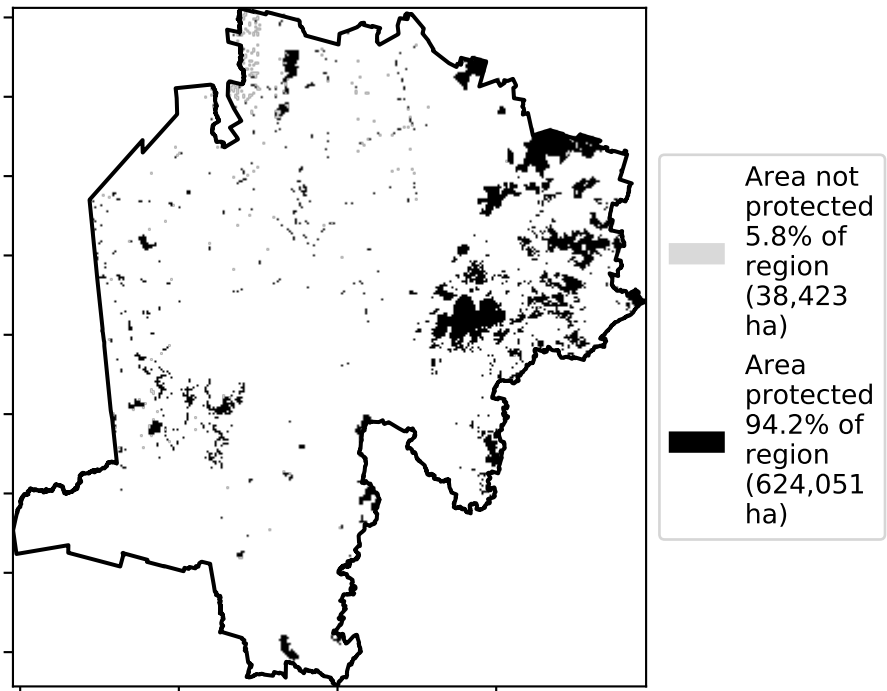 Area not
protected
5.8% of
region
(38,423
ha)
Area
protected
94.2% of
region
(624,051
ha)